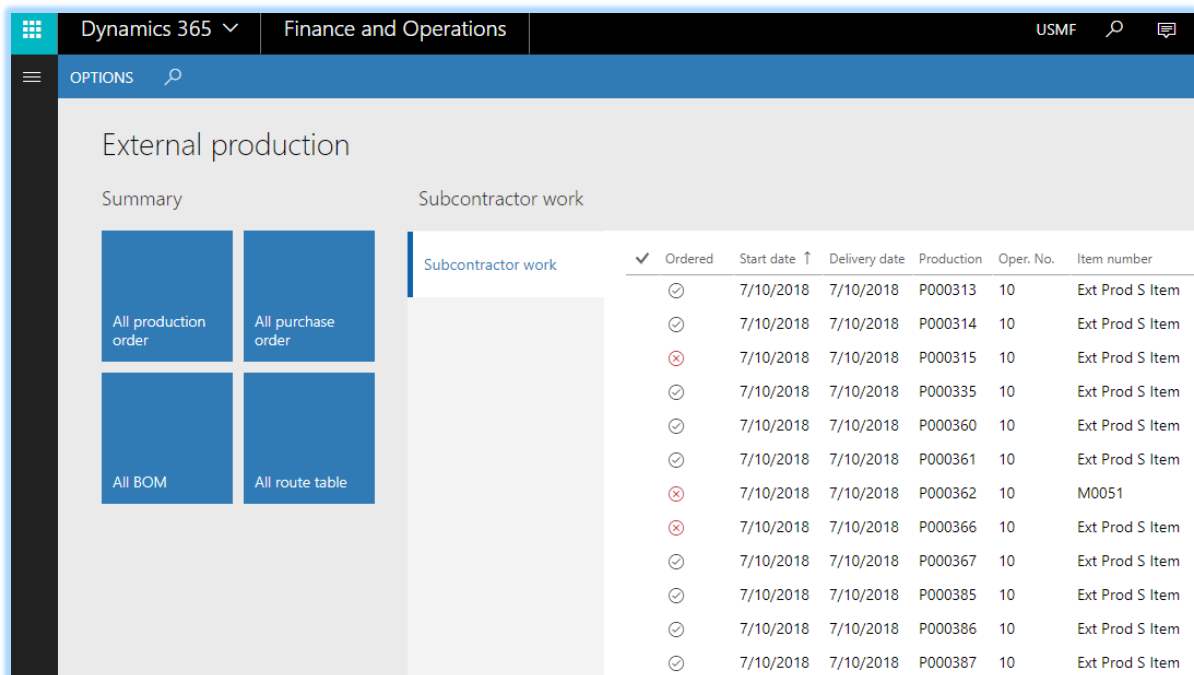 Dynamics 365 Finance and Operations USMF
OPTIONS
External production
Summary
All production order
All purchase order
All BOM
All route table
Subcontractor work
Subcontractor work
Ordered Start date ↑ Delivery date Production Oper. No. Item number
7/10/2018 7/10/2018 P000313 10 Ext Prod S Item
7/10/2018 7/10/2018 P000314 10 Ext Prod S Item
7/10/2018 7/10/2018 P000315 10 Ext Prod S Item
7/10/2018 7/10/2018 P000335 10 Ext Prod S Item
7/10/2018 7/10/2018 P000360 10 Ext Prod S Item
7/10/2018 7/10/2018 P000361 10 Ext Prod S Item
7/10/2018 7/10/2018 P000362 10 M0051
7/10/2018 7/10/2018 P000366 10 Ext Prod S Item
7/10/2018 7/10/2018 P000367 10 Ext Prod S Item
7/10/2018 7/10/2018 P000385 10 Ext Prod S Item
7/10/2018 7/10/2018 P000386 10 Ext Prod S Item
7/10/2018 7/10/2018 P000387 10 Ext Prod S Item